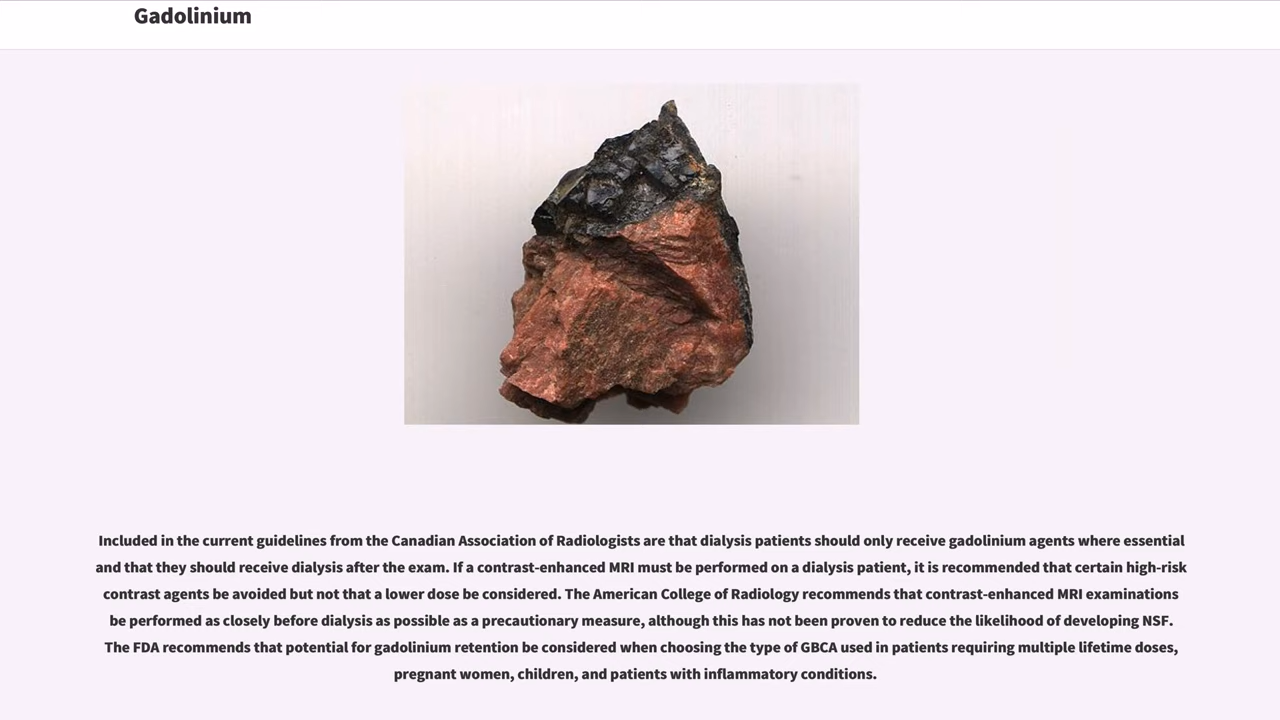 Gadolinium
Included in the current guidelines from the Canadian Association of Radiologists are that dialysis patients should only receive gadolinium agents where essential
and that they should receive dialysis after the exam. If a contrast-enhanced MRI must be performed on a dialysis patient, it is recommended that certain high-risk
contrast agents be avoided but not that a lower dose be considered. The American College of Radiology recommends that contrast-enhanced MRI examinations
be performed as closely before dialysis as possible as a precautionary measure, although this has not been proven to reduce the likelihood of developing NSF.
The FDA recommends that potential for gadolinium retention be considered when choosing the type of GBCA used in patients requiring multiple lifetime doses,
pregnant women, children, and patients with inflammatory conditions.